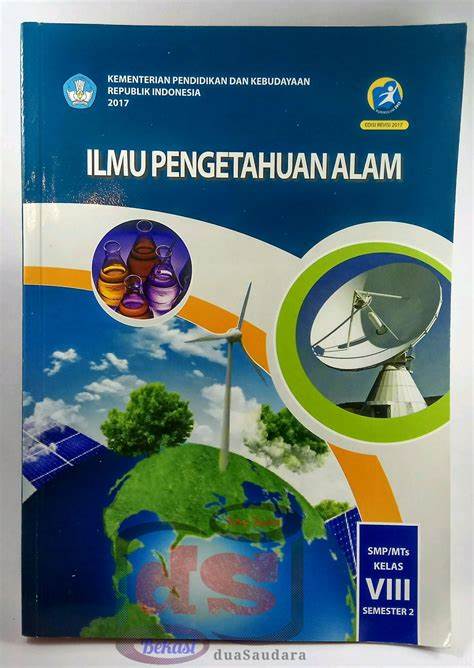 KEMENTERIAN PENDIDIKAN DAN KEBUDAYAAN
REPUBLIK INDONESIA
2017
EDISI REVISI 2017
ILMU PENGETAHUAN ALAM
SMP/MTs
KELAS
VIII
SEMESTER 2
ds
Bekasi
duaSaudara